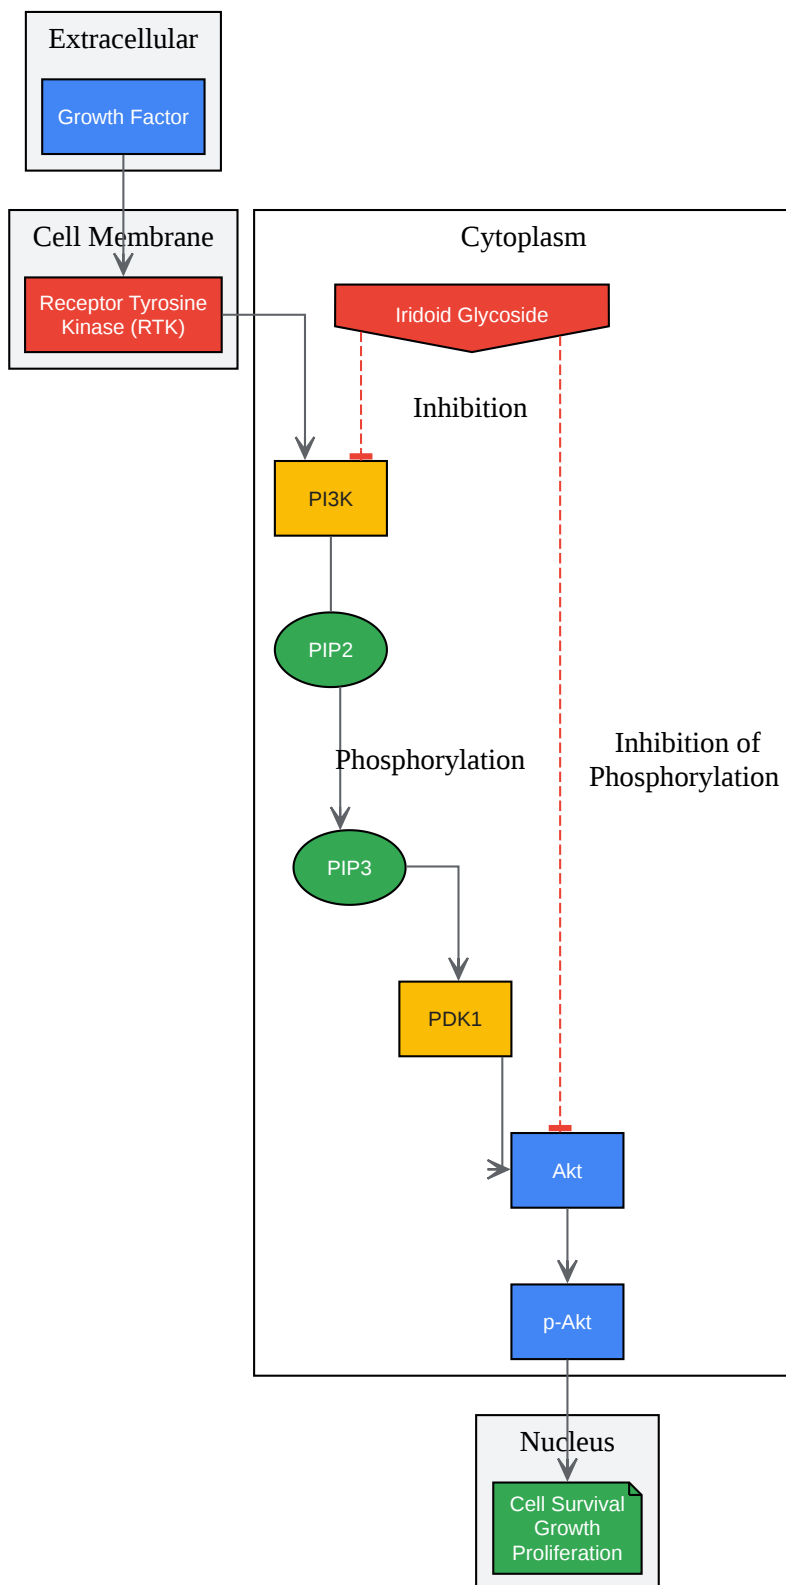 Extracellular
Growth Factor
Cell Membrane
Receptor Tyrosine
Kinase (RTK)
Cytoplasm
Iridoid Glycoside
Inhibition
PI3K
PIP2
Phosphorylation
Inhibition of
Phosphorylation
PIP3
PDK1
Akt
p-Akt
Nucleus
Cell Survival
Growth
Proliferation